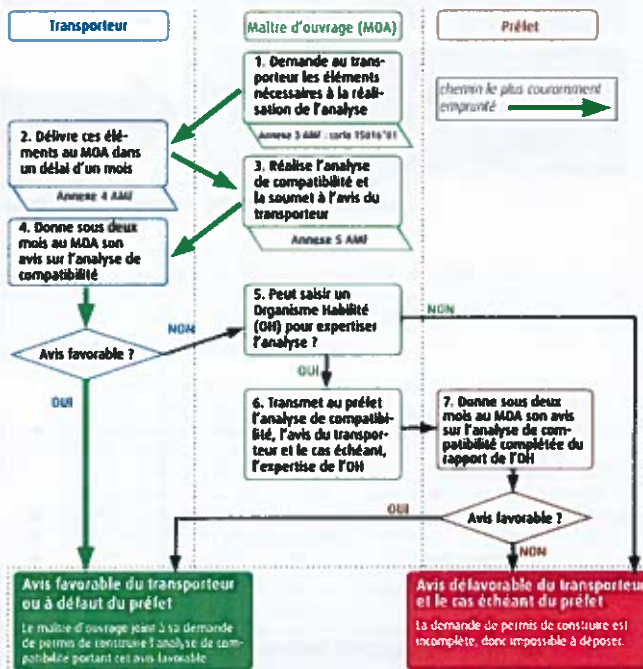 Transporteur
Maître d'ouvrage (MOA)
Préfet
1. Demande au trans-
porteur les éléments
nécessaires à la réali-
sation de l'analyse
chemin le plus couramment
emprunté
2. Délivre ces élé-
ments au MOA dans
un délai d'un mois
Annexe 4 AMF
3. Réalise l'analyse
de compatibilité et
la soumet à l'avis du
transporteur
Annexe 5 AMF
4. Donne sous deux
mois au MOA son
avis sur l'analyse de
compatibilité
5. Peut saisir un
Organisme Habilité
(OH) pour expertiser
l'analyse ?
NON
NON
Avis favorable ?
OUI
OUI
6. Transmet au préfet
l'analyse de compatibi-
lité, l'avis du transpor-
teur et le cas échéant,
l'expertise de l'OH
7. Donne sous deux
mois au MOA son avis
sur l'analyse de com-
patibilité complétée du
rapport de l'OH
OUI
Avis favorable ?
NON
Avis favorable du transporteur
ou à défaut du préfet
Le maître d'ouvrage joint à sa demande
de permis de construire l'analyse de com-
patibilité portant cet avis favorable.
Avis défavorable du transporteur
et le cas échéant du préfet
La demande de permis de construire est
incomplète, donc impossible à déposer.